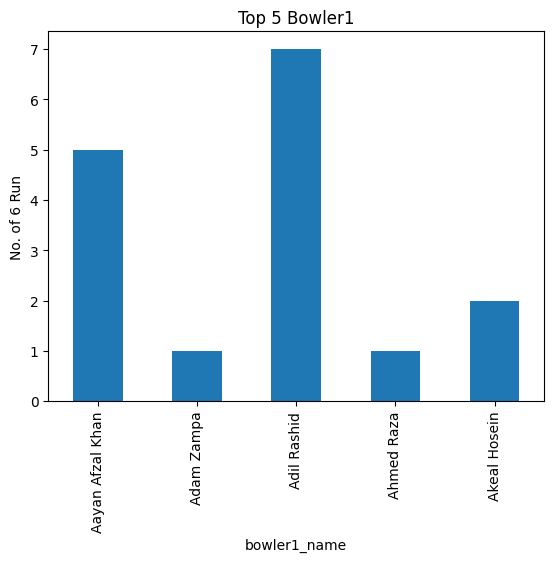 Top 5 Bowler1
No. of 6 Run
7
6
5
4
3
2
1
0
Aayan Afzal Khan
Adam Zampa
Adil Rashid
Ahmed Raza
Akeal Hosein
bowler1_name